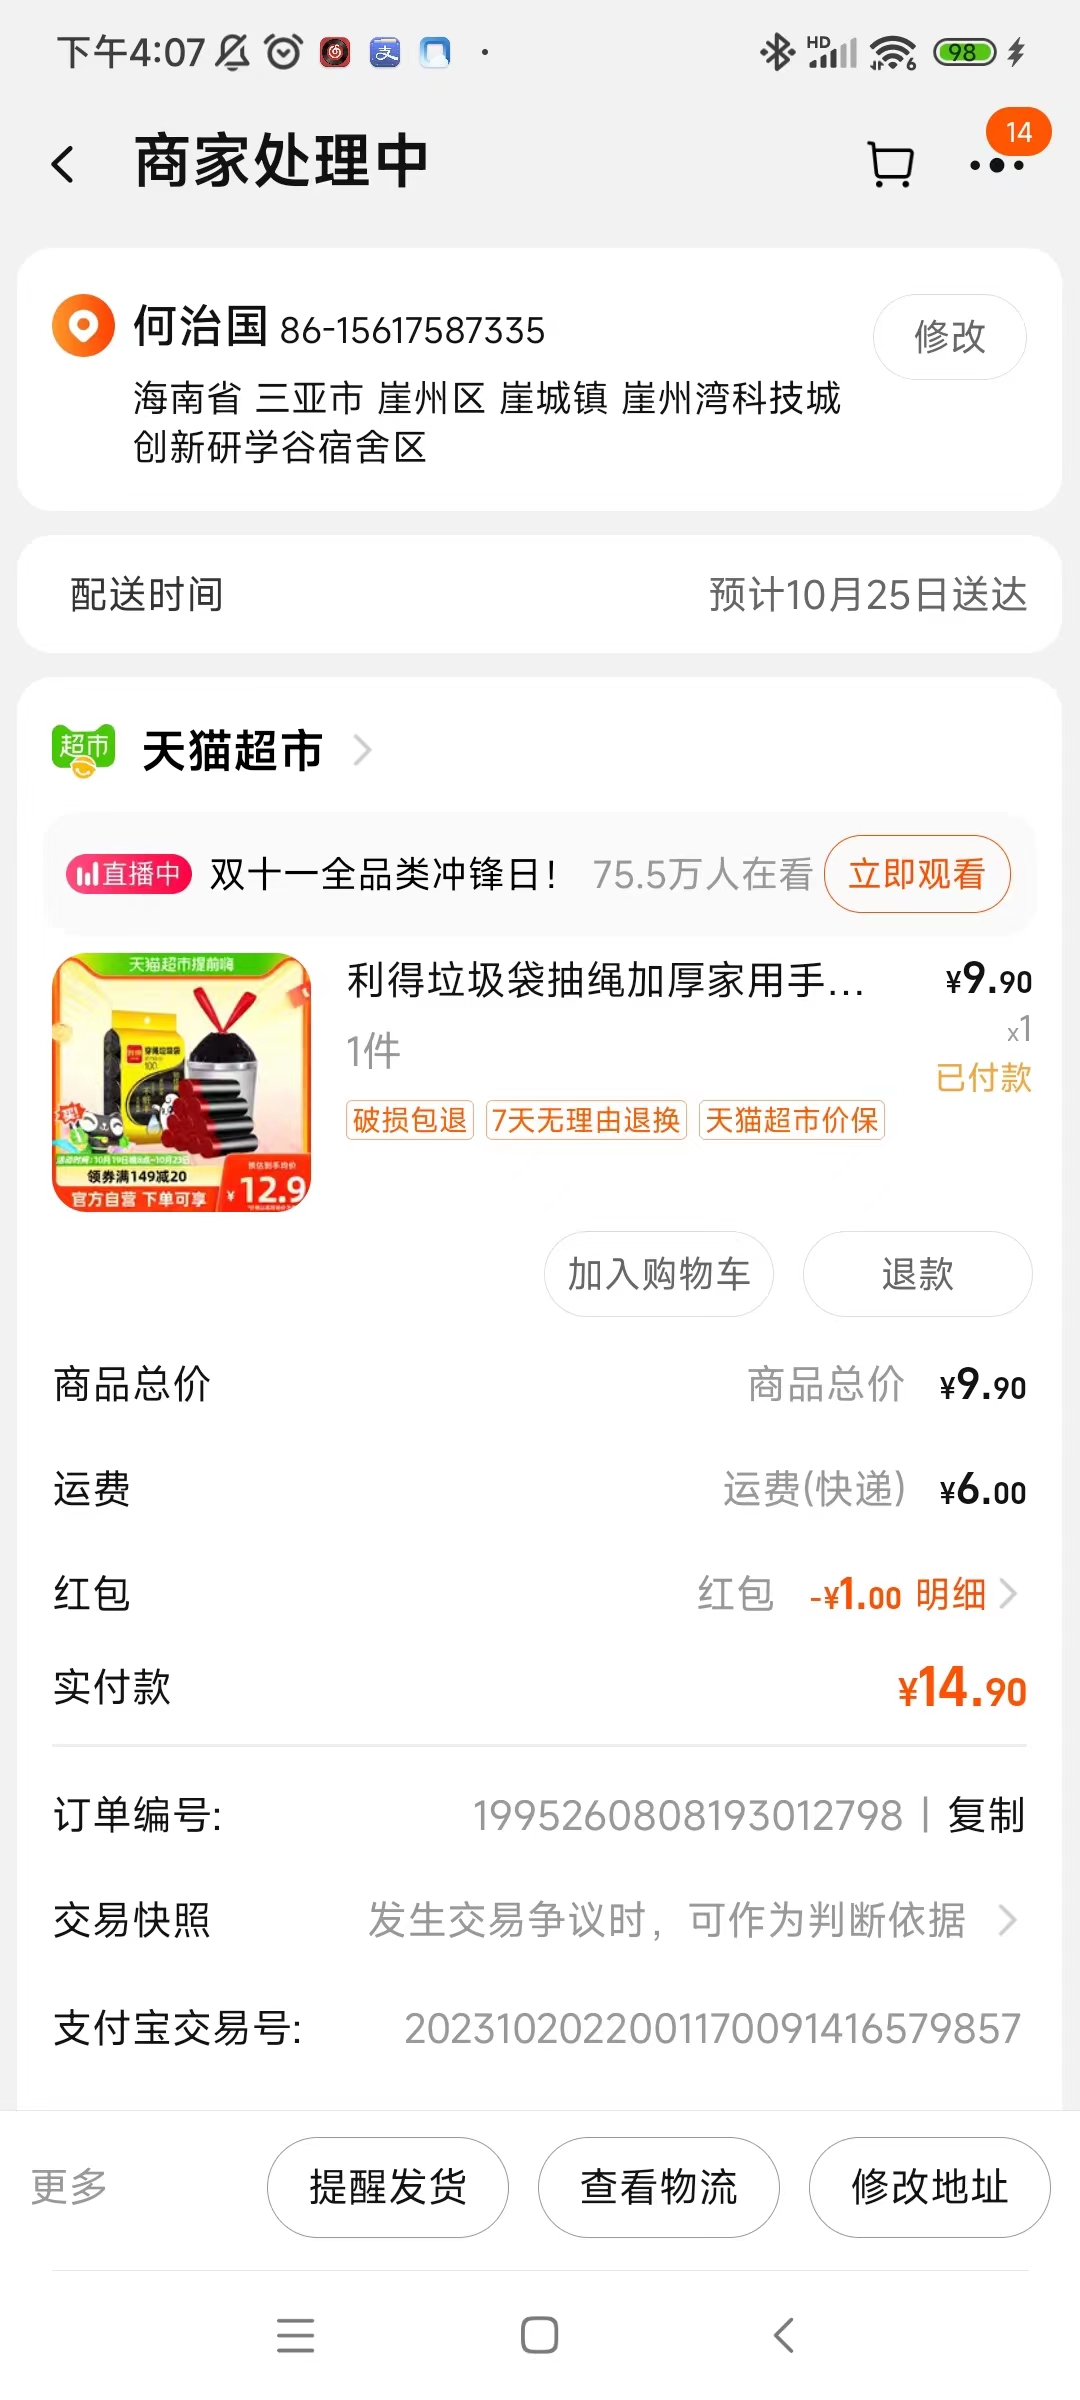 下午4:07
HD
6
98
商家处理中
14
何治国 86-15617587335
修改
海南省 三亚市 崖州区 崖城镇 崖州湾科技城
创新研学谷宿舍区
配送时间 预计10月25日送达
超市 天猫超市
直播中 双十一全品类冲锋日! 75.5万人在看 立即观看
天猫超市提前嗨
领券满149减20
官方自营 下单可享
¥12.9
利得垃圾袋抽绳加厚家用手... ¥9.90
1件 x1
已付款
破损包退 7天无理由退换 天猫超市价保
加入购物车 退款
商品总价 商品总价 ¥9.90
运费 运费(快递) ¥6.00
红包 红包 -¥1.00 明细
实付款 ¥14.90
订单编号: 1995260808193012798 | 复制
交易快照 发生交易争议时，可作为判断依据
支付宝交易号: 2023102022001170091416579857
更多 提醒发货 查看物流 修改地址